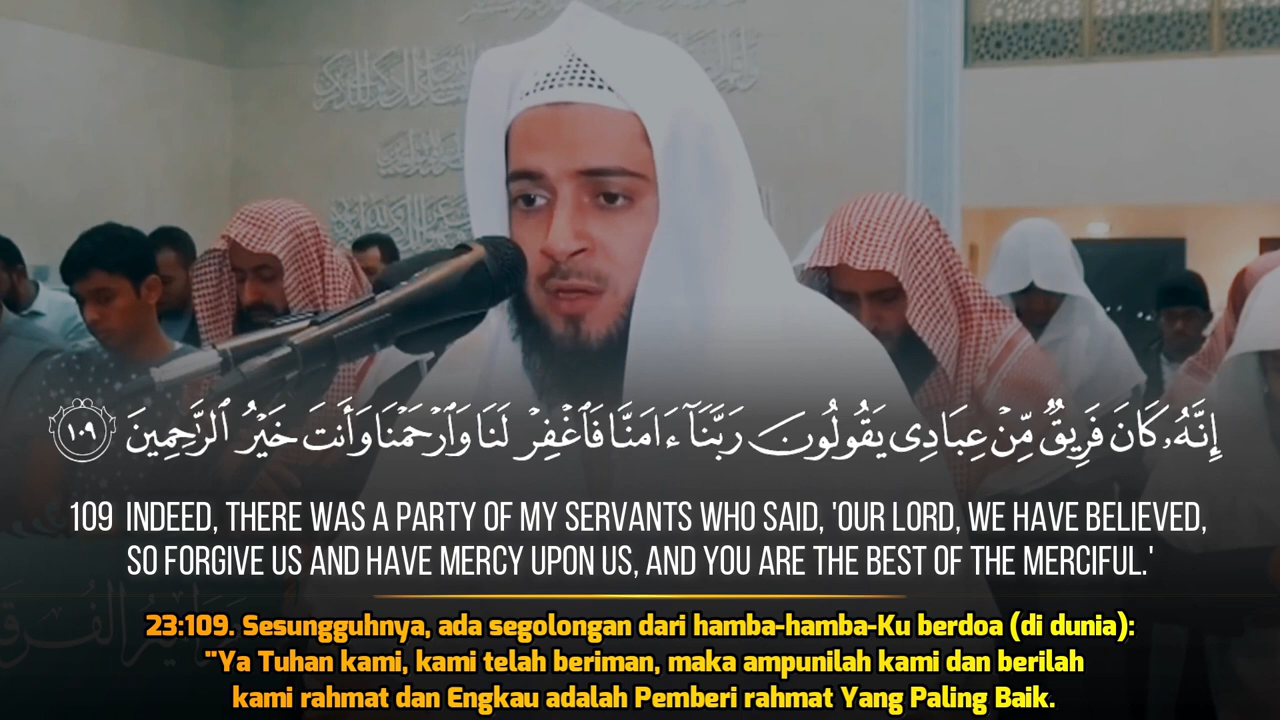 إِنَّهُۥ كَانَ فَرِيقٌ مِّنْ عِبَادِى يَقُولُونَ رَبَّنَآ ءَامَنَّا فَٱغْفِرْ لَنَا وَٱرْحَمْنَا وَأَنتَ خَيْرُ ٱلرَّٰحِمِينَ ١٠٩
109 INDEED, THERE WAS A PARTY OF MY SERVANTS WHO SAID, 'OUR LORD, WE HAVE BELIEVED,
SO FORGIVE US AND HAVE MERCY UPON US, AND YOU ARE THE BEST OF THE MERCIFUL.'
23:109. Sesungguhnya, ada segolongan dari hamba-hamba-Ku berdoa (di dunia):
"Ya Tuhan kami, kami telah beriman, maka ampunilah kami dan berilah
kami rahmat dan Engkau adalah Pemberi rahmat Yang Paling Baik.